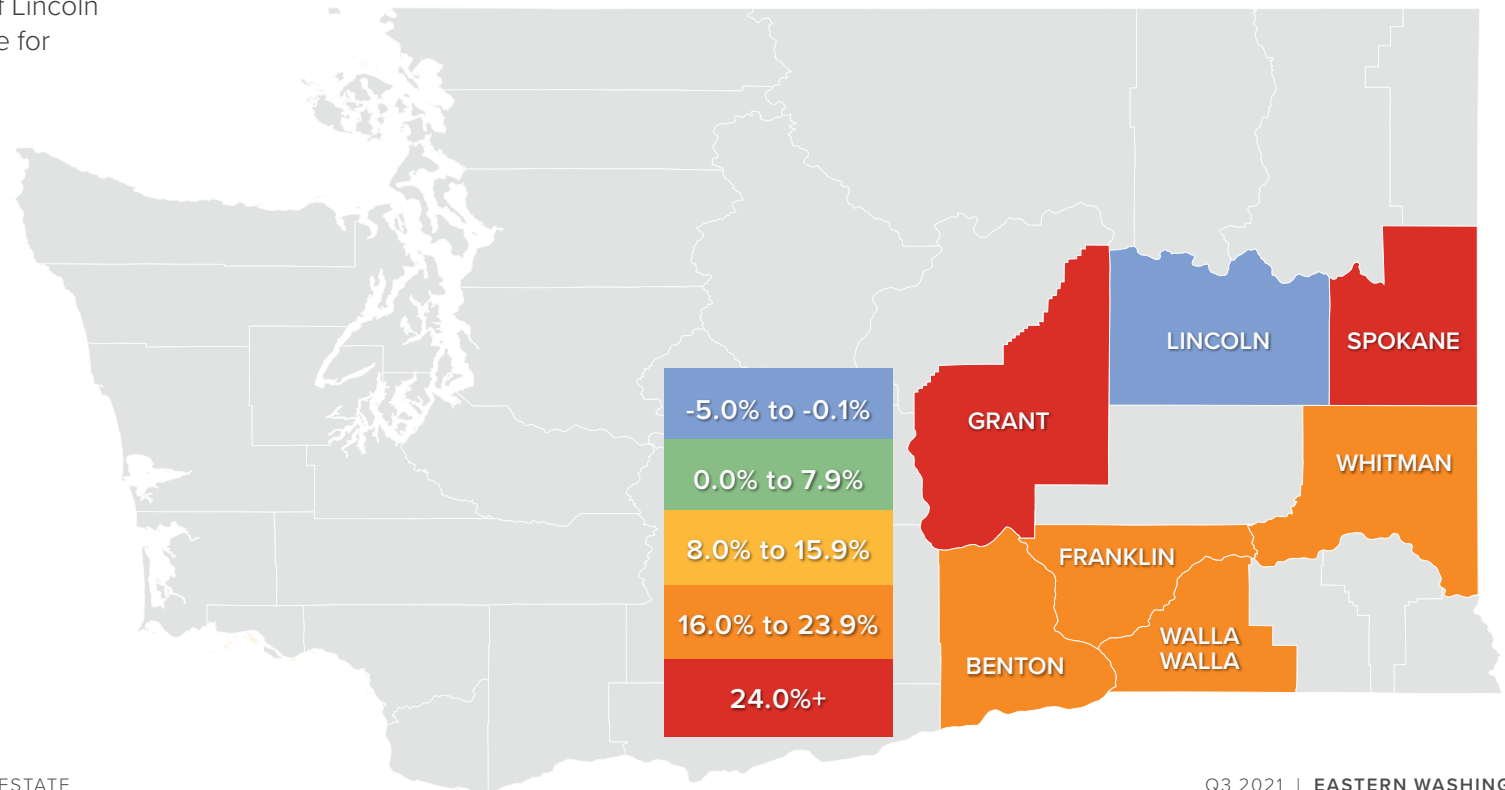 f Lincoln
e for
LINCOLN
SPOKANE
GRANT
WHITMAN
FRANKLIN
WALLA
WALLA
BENTON
-5.0% to -0.1%
0.0% to 7.9%
8.0% to 15.9%
16.0% to 23.9%
24.0%+
ESTATE
Q3 2021 | EASTERN WASHING